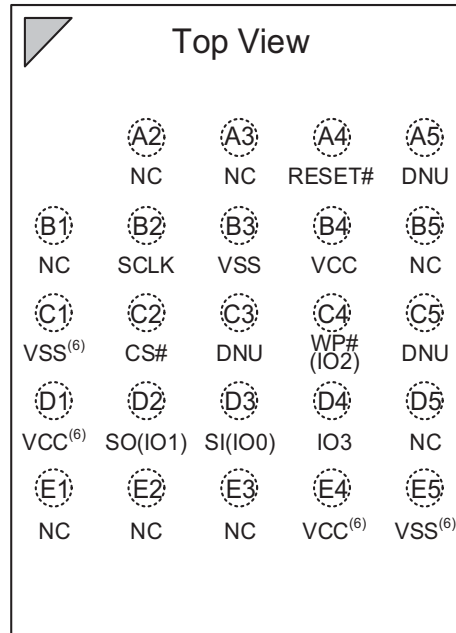 Top View
A2 A3 A4 A5
NC NC RESET# DNU
B1 B2 B3 B4 B5
NC SCLK VSS VCC NC
C1 C2 C3 C4 C5
VSS(6) CS# DNU WP# DNU
(IO2)
D1 D2 D3 D4 D5
VCC(6) SO(IO1) SI(IO0) IO3 NC
E1 E2 E3 E4 E5
NC NC NC VCC(6) VSS(6)